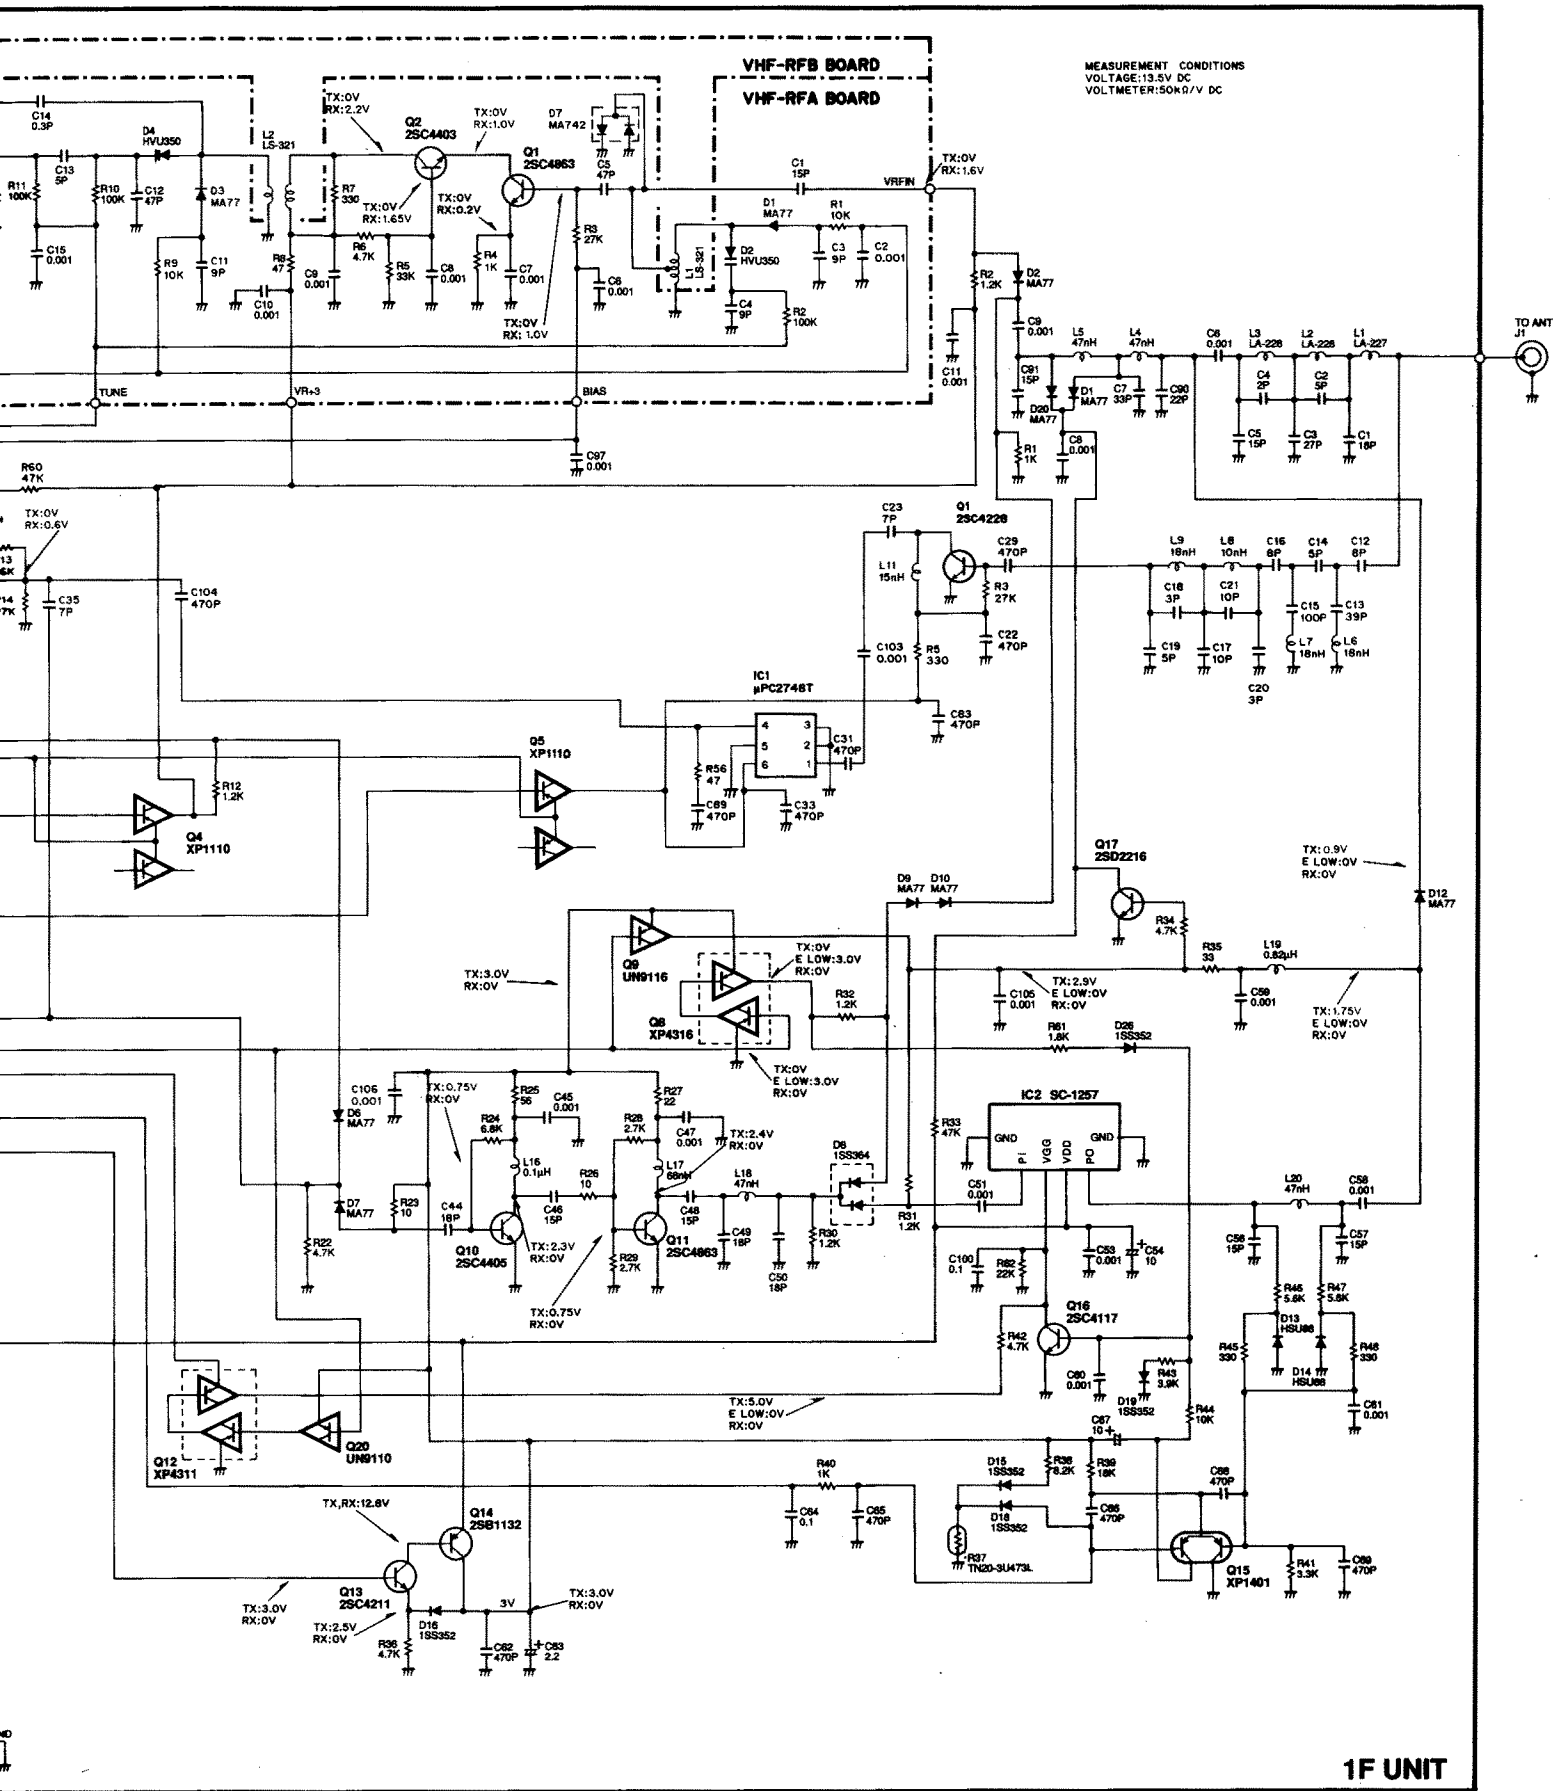 VHF-RFB BOARD
VHF-RFA BOARD
MEASUREMENT CONDITIONS
VOLTAGE:13.5V DC
VOLTMETER:50KΩ/V DC
C14
0.3P
D4
HVU350
L2
LS-321
TX:0V
RX:2.2V
Q2
2SC4403
TX:0V
RX:1.0V
Q1
2SC4863
D7
MA742
C5
47P
C1
15P
VRFIN
TX:0V
RX:1.6V
R11
100K
C13
5P
R10
100K
C12
47P
D3
MA77
R7
330
TX:0V
RX:1.65V
TX:0V
RX:0.2V
R3
27K
D1
MA77
R1
10K
C15
0.001
R9
10K
C11
9P
R8
47
C9
0.001
R6
4.7K
R5
33K
C8
0.001
R4
1K
C7
0.001
C6
0.001
L1
LS-321
D2
HVU350
C3
9P
C2
0.001
C10
0.001
TX:0V
RX:1.0V
C4
9P
R2
100K
R2
1.2K
D2
MA77
C11
0.001
C9
0.001
L5
47nH
L4
47nH
C6
0.001
L3
LA-226
L2
LA-226
L1
LA-227
TO ANT
J1
TUNE
VR+3
BIAS
C91
15P
D20
MA77
D1
MA77
C7
33P
C90
22P
C4
2P
C2
5P
C5
15P
C3
27P
C1
18P
R1
1K
C8
0.001
C97
0.001
R60
47K
TX:0V
RX:0.6V
C35
7P
C104
470P
C23
7P
Q1
2SC4226
C29
470P
L11
15nH
R3
27K
C22
470P
C103
0.001
R5
330
L9
18nH
L8
10nH
C16
8P
C14
5P
C12
8P
C18
3P
C21
10P
C15
100P
C13
39P
C19
5P
C17
10P
L7
18nH
L6
18nH
C20
3P
IC1
µPC2748T
4
5
6
3
2
1
C31
470P
C83
470P
Q5
XP1110
R56
47
C69
470P
C33
470P
R12
1.2K
Q4
XP1110
Q17
2SD2216
TX:0.9V
E LOW:0V
RX:0V
D12
MA77
D9
MA77
D10
MA77
R34
4.7K
R35
33
L19
0.82µH
Q9
UN9116
TX:3.0V
RX:0V
TX:0V
E LOW:3.0V
RX:0V
Q8
XP4316
R32
1.2K
C105
0.001
TX:2.9V
E LOW:0V
RX:0V
C59
0.001
TX:1.75V
E LOW:0V
RX:0V
R61
1.8K
D26
1SS352
TX:0V
E LOW:3.0V
RX:0V
C106
0.001
D6
MA77
TX:0.75V
RX:0V
R25
56
C45
0.001
R24
6.8K
R27
22
R28
2.7K
C47
0.001
TX:2.4V
RX:0V
IC2 SC-1257
GND
PI
VGG
VDD
PO
GND
R33
47K
D8
1SS364
L16
0.1µH
R26
10
L17
68nH
L18
47nH
D7
MA77
R23
10
C44
18P
C46
15P
C48
15P
C49
18P
R22
4.7K
Q10
2SC4405
TX:2.3V
RX:0V
R29
2.7K
Q11
2SC4863
C50
18P
R30
1.2K
R31
1.2K
C51
0.001
L20
47nH
C58
0.001
C56
15P
C57
15P
TX:0.75V
RX:0V
C100
0.1
R62
22K
C53
0.001
C54
10
Q16
2SC4117
R42
4.7K
C60
0.001
R43
3.9K
D19
1SS352
R44
10K
R46
5.6K
R47
5.6K
D13
HSU88
R45
330
D14
HSU88
R48
330
C61
0.001
Q12
XP4311
Q20
UN9110
TX:5.0V
E LOW:0V
RX:0V
C67
10
D15
1SS352
R38
8.2K
R39
18K
C68
470P
R40
1K
C64
0.1
C65
470P
D18
1SS352
C66
470P
R37
TN20-3U473L
Q15
XP1401
R41
3.3K
C69
470P
TX,RX:12.8V
Q14
2SB1132
Q13
2SC4211
TX:3.0V
RX:0V
TX:2.5V
RX:0V
R36
4.7K
D16
1SS352
3V
TX:3.0V
RX:0V
C62
470P
C63
2.2
1F UNIT